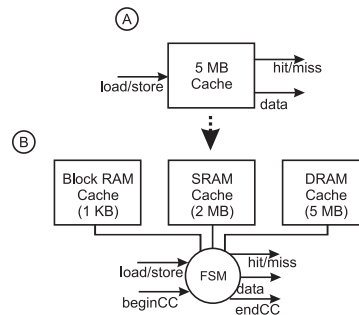 A
5 MB
Cache
load/store
hit/miss
data
B
Block RAM
Cache
(1 KB)
SRAM
Cache
(2 MB)
DRAM
Cache
(5 MB)
load/store
beginCC
FSM
hit/miss
data
endCC